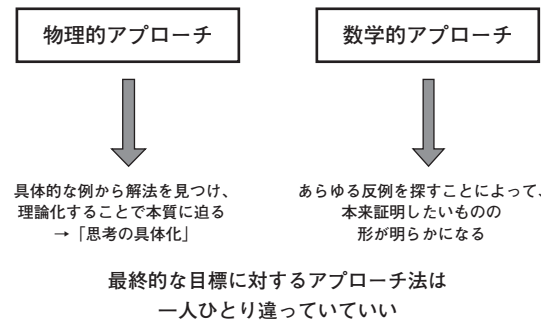 物理的アプローチ
数学的アプローチ
具体的な例から解法を見つけ、
理論化することで本質に迫る
→「思考の具体化」
あらゆる反例を探すことによって、
本来証明したいものの
形が明らかになる
最終的な目標に対するアプローチ法は
一人ひとり違っていていい